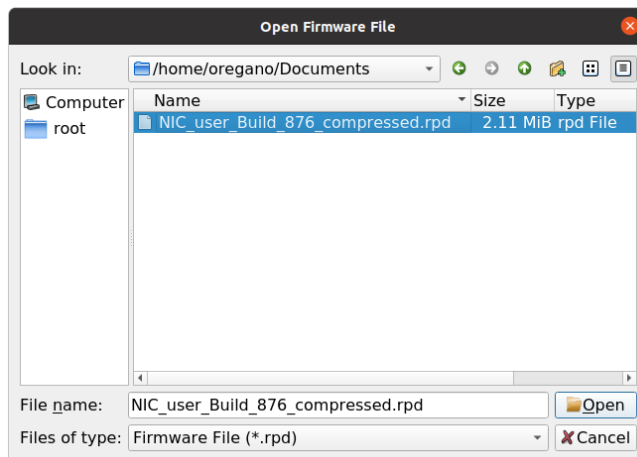 Open Firmware File
Look in: /home/oregano/Documents
Computer
root
Name Size Type
NIC_user_Build_876_compressed.rpd 2.11 MiB rpd File
File name: NIC_user_Build_876_compressed.rpd Open
Files of type: Firmware File (*.rpd) Cancel